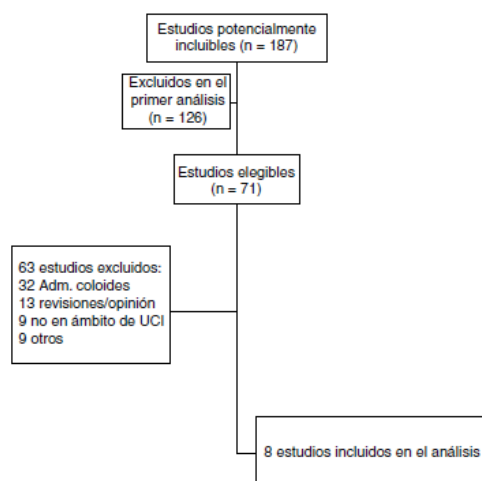 Estudios potencialmente
incluibles (n = 187)
Excluidos en el
primer análisis
(n = 126)
Estudios elegibles
(n = 71)
63 estudios excluidos:
32 Adm. coloides
13 revisiones/opinión
9 no en ámbito de UCI
9 otros
8 estudios incluidos en el análisis